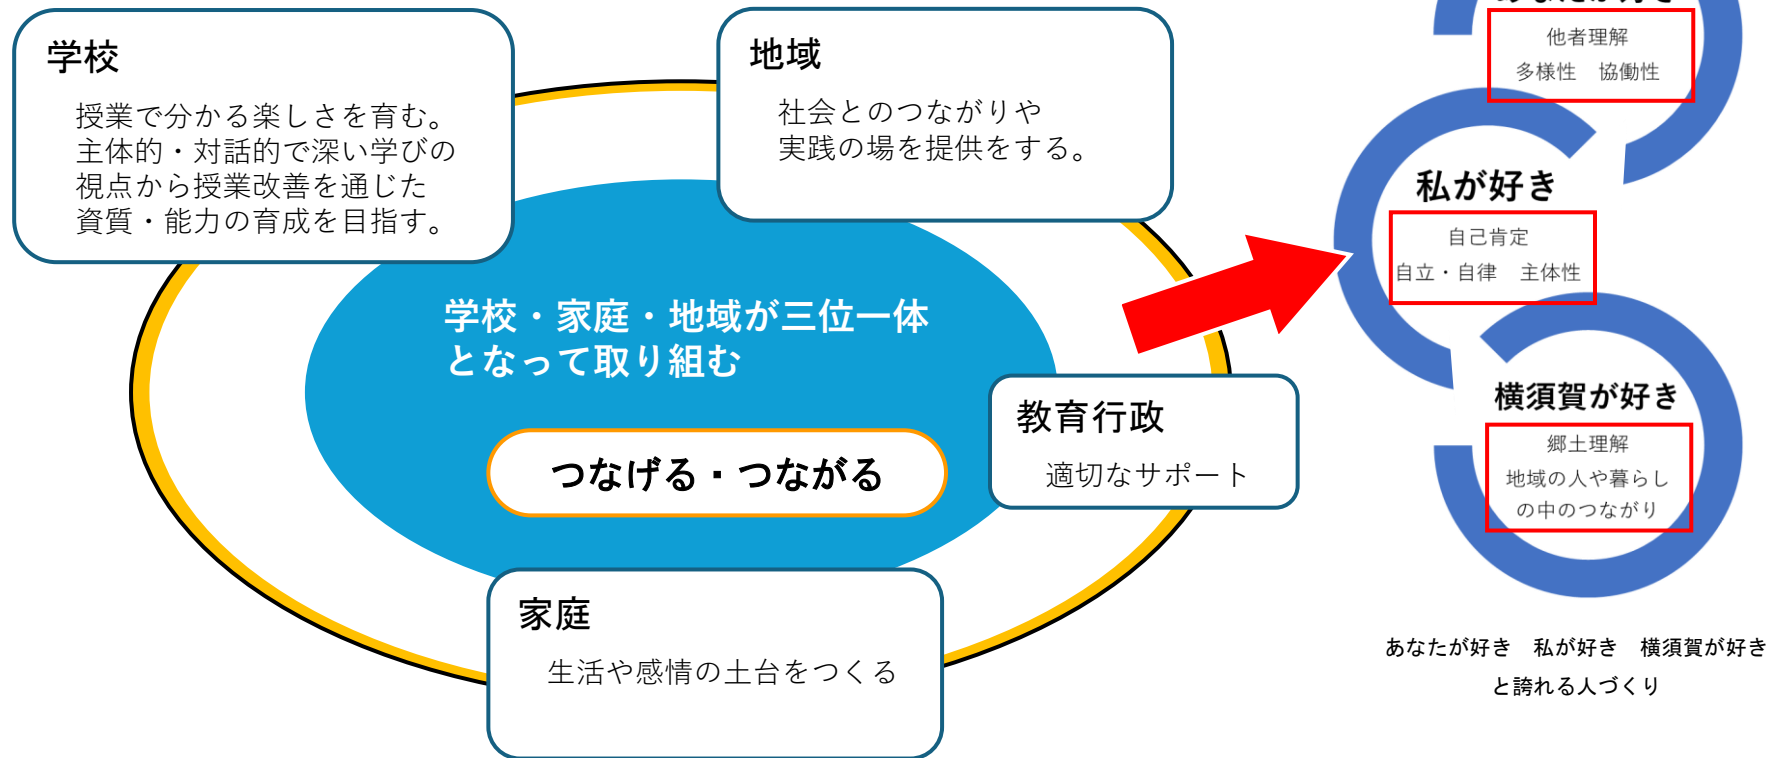 学校
授業で分かる楽しさを育む。
主体的・対話的で深い学びの
視点から授業改善を通じた
資質・能力の育成を目指す。
地域
社会とのつながりや
実践の場を提供をする。
学校・家庭・地域が三位一体
となって取り組む
つなげる・つながる
教育行政
適切なサポート
家庭
生活や感情の土台をつくる
あなたが好き
他者理解
多様性　協働性
私が好き
自己肯定
自立・自律　主体性
横須賀が好き
郷土理解
地域の人や暮らし
の中のつながり
あなたが好き　私が好き　横須賀が好き
と誇れる人づくり